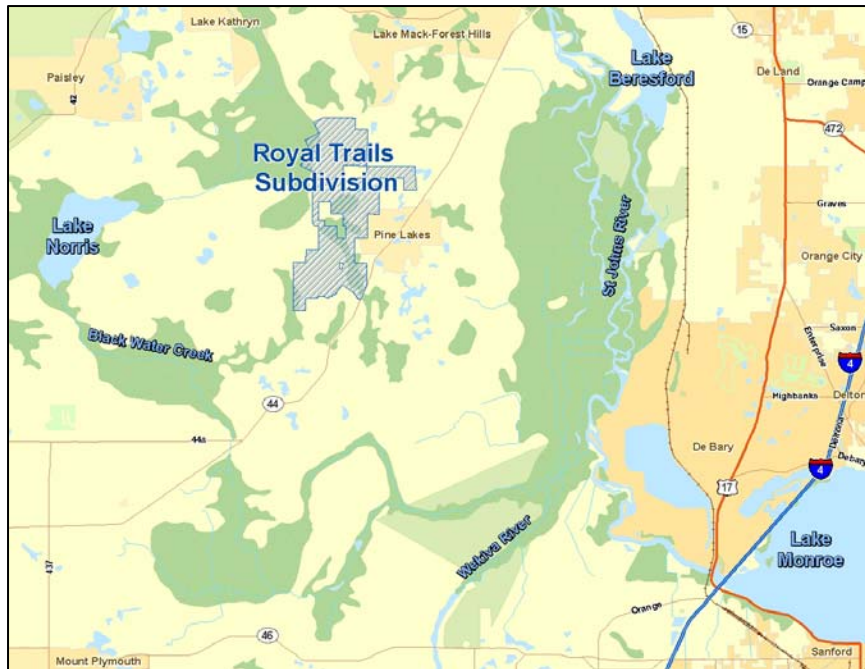 Lake Kathryn
Lake Mack-Forest Hills
15
Lake
Beresford
De Land
Orange Camp
Paisley
42
472
Royal Trails
Subdivision
Graves
Lake
Norris
Pine Lakes
St Johns River
Orange City
Black Water Creek
Enterprise
Saxon
4
Highbanks
Delton
44
Deltona
44a
De Bary
Debary
4
17
Wekiva River
Lake
Monroe
437
Orange
46
Mount Plymouth
Sanford